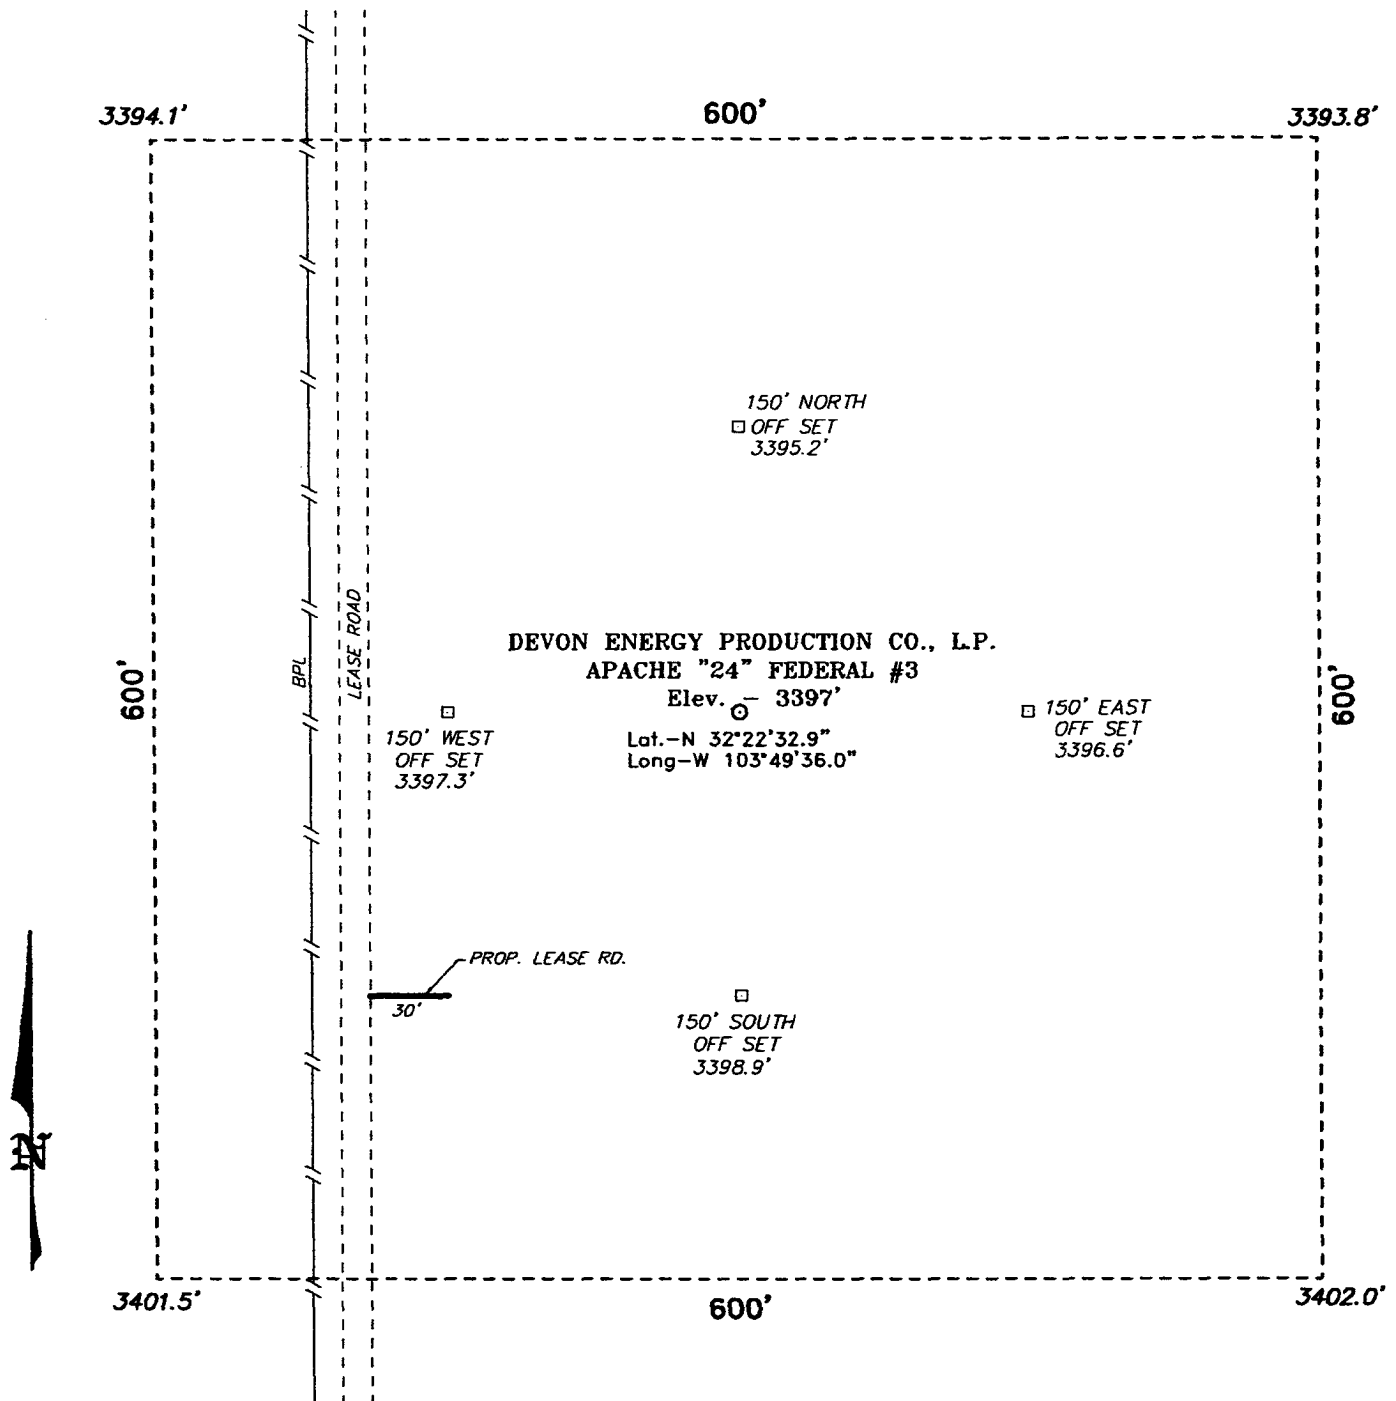 3394.1'
600'
3393.8'
150' NORTH
OFF SET
3395.2'
LEASE ROAD
BPL
600'
DEVON ENERGY PRODUCTION CO., L.P.
APACHE "24" FEDERAL #3
Elev. - 3397'
Lat.-N 32°22'32.9"
Long-W 103°49'36.0"
150' WEST
OFF SET
3397.3'
150' EAST
OFF SET
3396.6'
600'
PROP. LEASE RD.
30'
150' SOUTH
OFF SET
3398.9'
N
3401.5'
600'
3402.0'